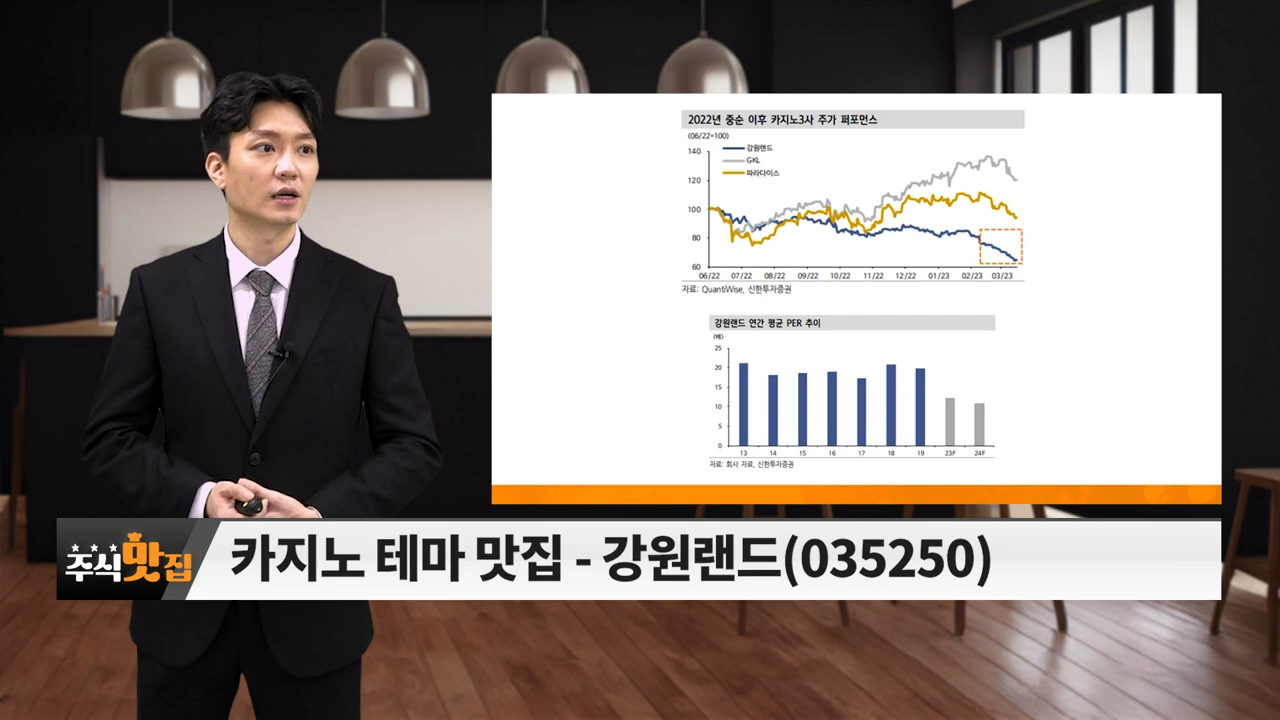 2022년 중순 이후 카지노3사 주가 퍼포먼스
(06/22=100)
강원랜드
GKL
파라다이스
140
120
100
80
60
06/22 07/22 08/22 09/22 10/22 11/22 12/22 01/23 02/23 03/23
자료: QuantiWise, 신한투자증권
강원랜드 연간 평균 PER 추이
(배)
25
20
15
10
5
0
13 14 15 16 17 18 19 23F 24F
자료: 회사 자료, 신한투자증권
주식맛집
카지노 테마 맛집 - 강원랜드(035250)